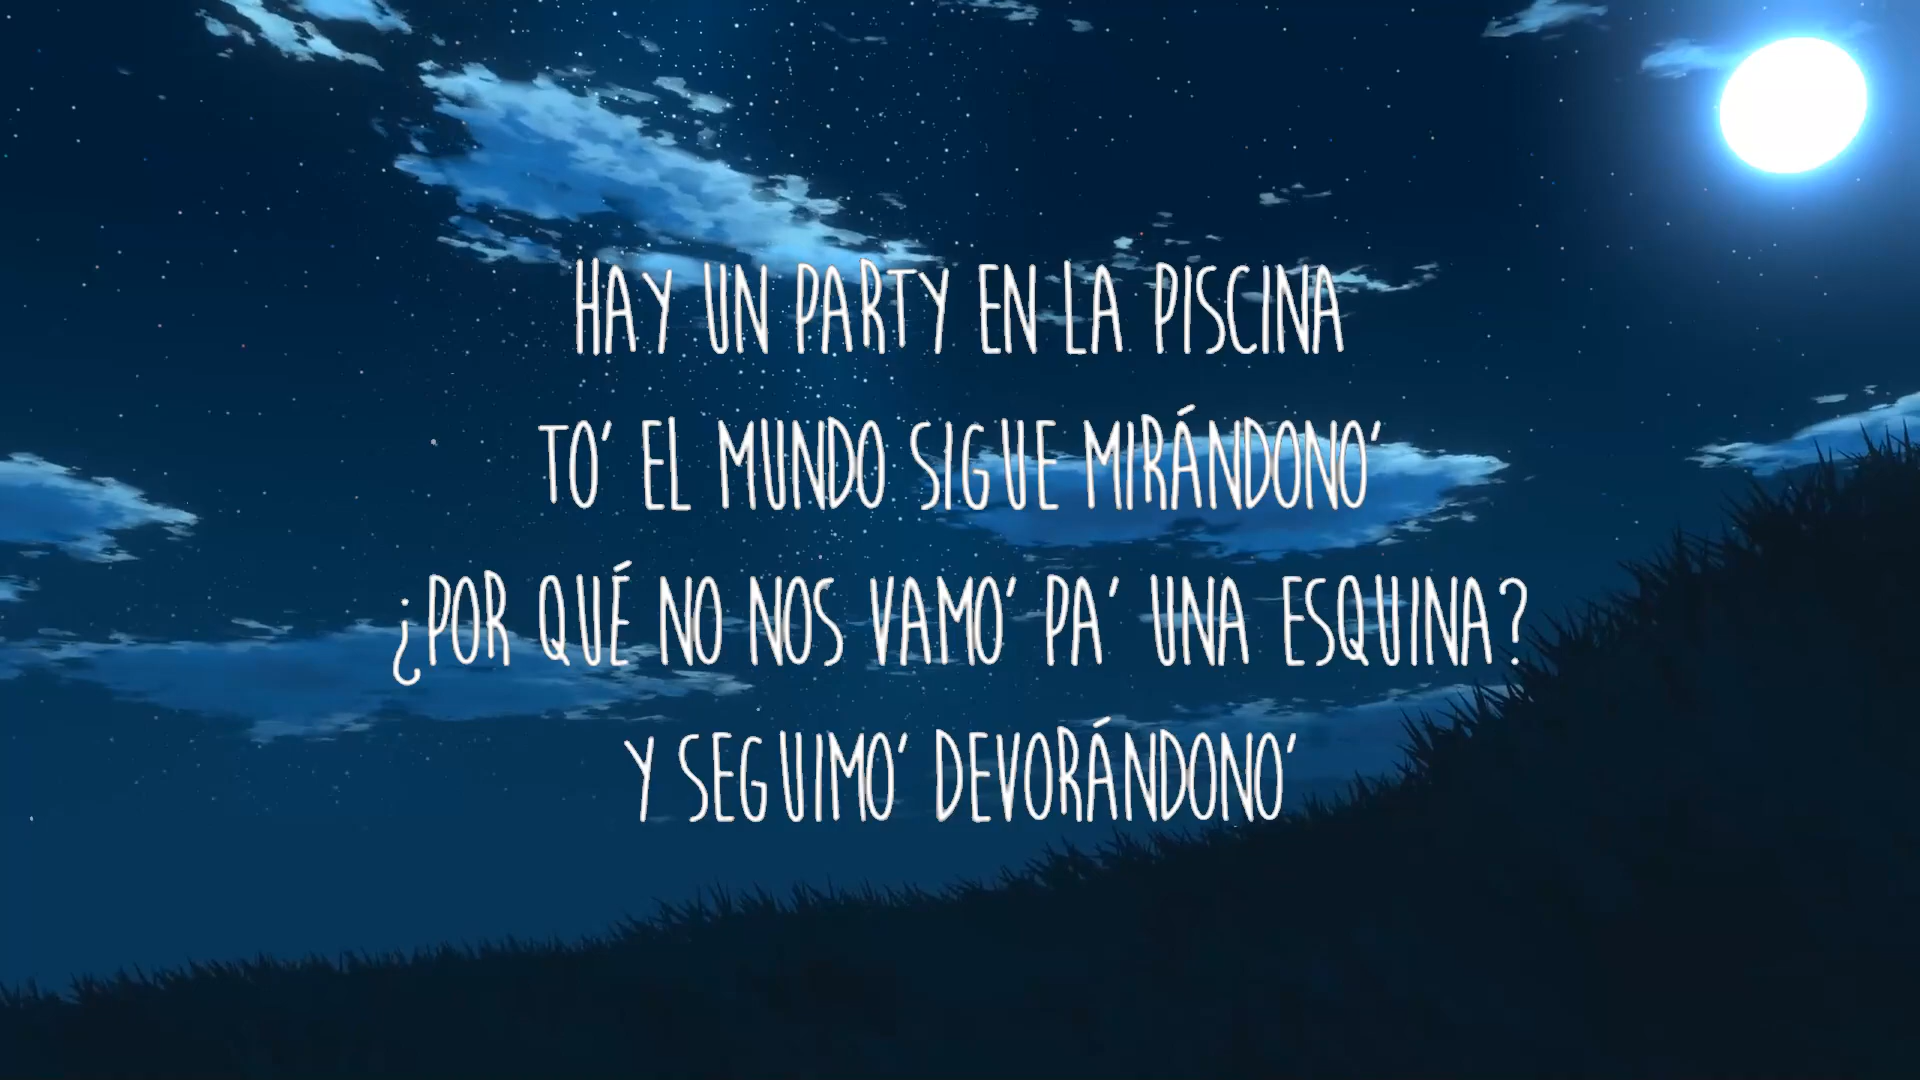 HAY UN PARTY EN LA PISCINA
TO' EL MUNDO SIGUE MIRÁNDONO'
¿POR QUÉ NO NOS VAMO' PA' UNA ESQUINA?
Y SEGUIMO' DEVORÁNDONO'